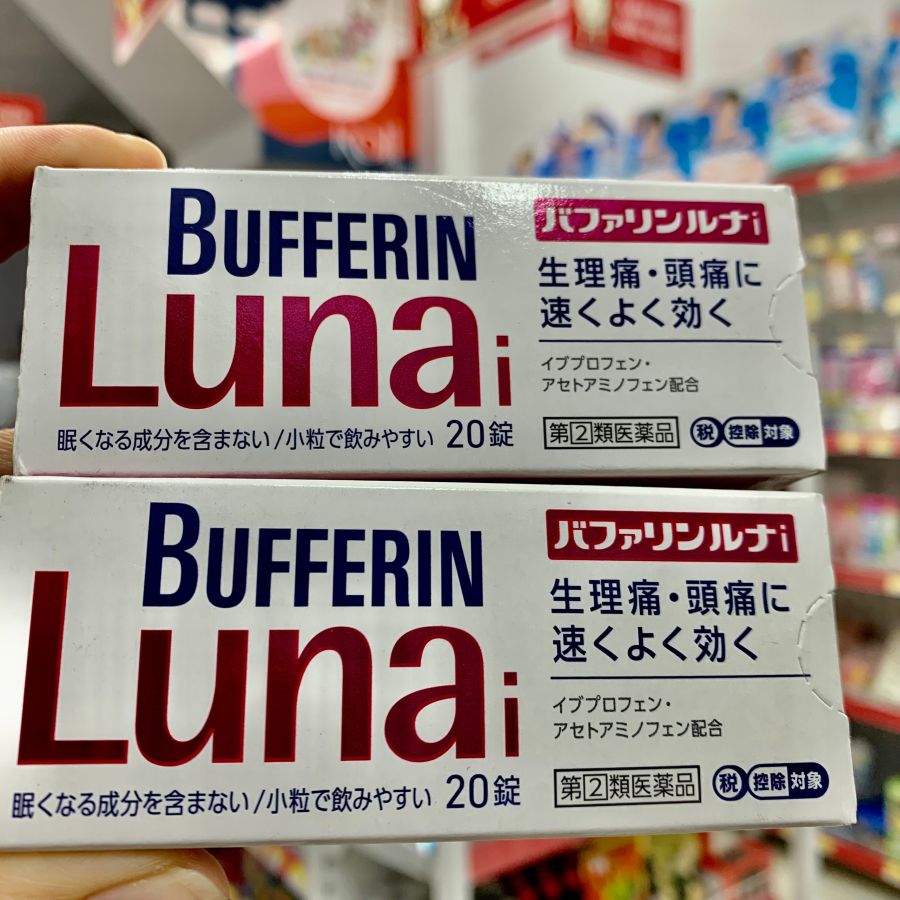 BUFFERIN
Luna i
眠くなる成分を含まない/小粒で飲みやすい 20錠
バファリンルナi
生理痛・頭痛に
速くよく効く
イブプロフェン・
アセトアミノフェン配合
第②類医薬品 税 控除 対象
BUFFERIN
Luna i
眠くなる成分を含まない/小粒で飲みやすい 20錠
バファリンルナi
生理痛・頭痛に
速くよく効く
イブプロフェン・
アセトアミノフェン配合
第②類医薬品 税 控除 対象